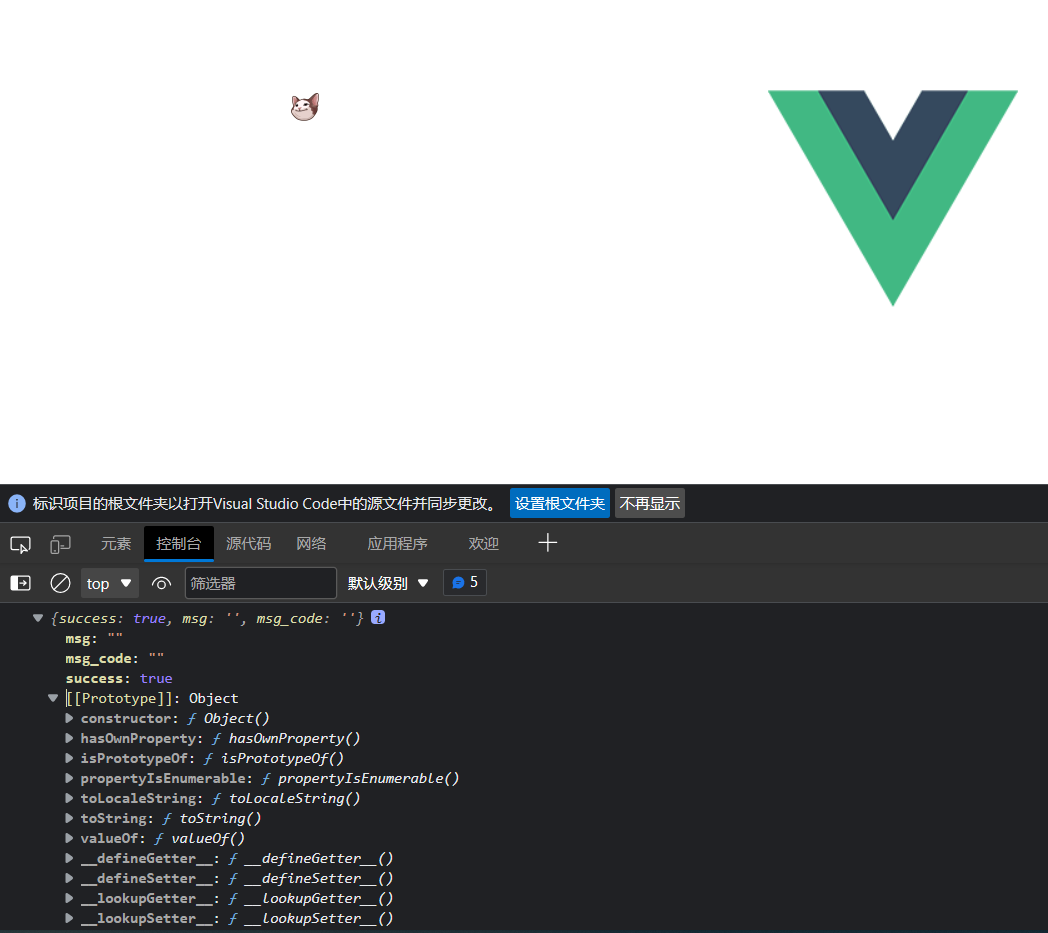 标识项目的根文件夹以打开Visual Studio Code中的源文件并同步更改。 设置根文件夹 不再显示
元素 控制台 源代码 网络 应用程序 欢迎
top 筛选器 默认级别 5
{success: true, msg: '', msg_code: ''}
msg: ""
msg_code: ""
success: true
[[Prototype]]: Object
constructor: ƒ Object()
hasOwnProperty: ƒ hasOwnProperty()
isPrototypeOf: ƒ isPrototypeOf()
propertyIsEnumerable: ƒ propertyIsEnumerable()
toLocaleString: ƒ toLocaleString()
toString: ƒ toString()
valueOf: ƒ valueOf()
__defineGetter__: ƒ __defineGetter__()
__defineSetter__: ƒ __defineSetter__()
__lookupGetter__: ƒ __lookupGetter__()
__lookupSetter__: ƒ __lookupSetter__()